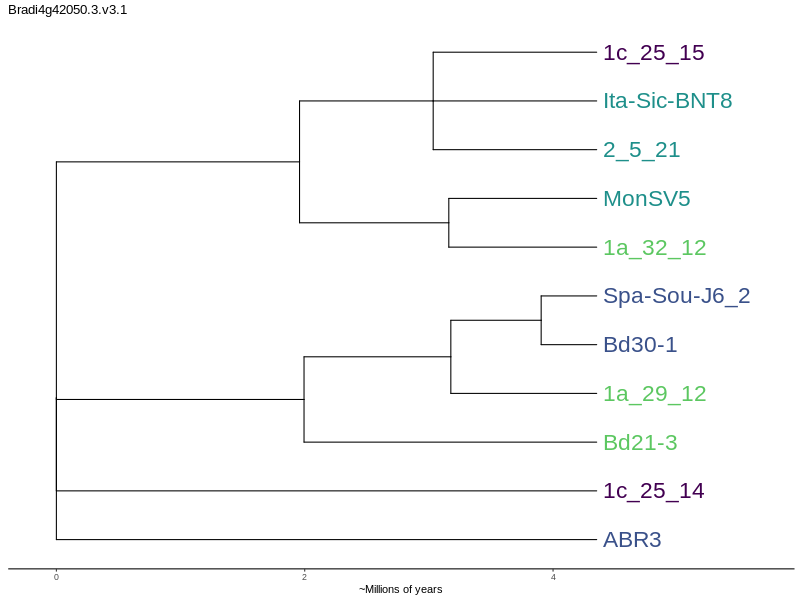 Bradi4g42050.3.v3.1
1c_25_15
Ita-Sic-BNT8
2_5_21
MonSV5
1a_32_12
Spa-Sou-J6_2
Bd30-1
1a_29_12
Bd21-3
1c_25_14
ABR3
0 2 4
~Millions of years